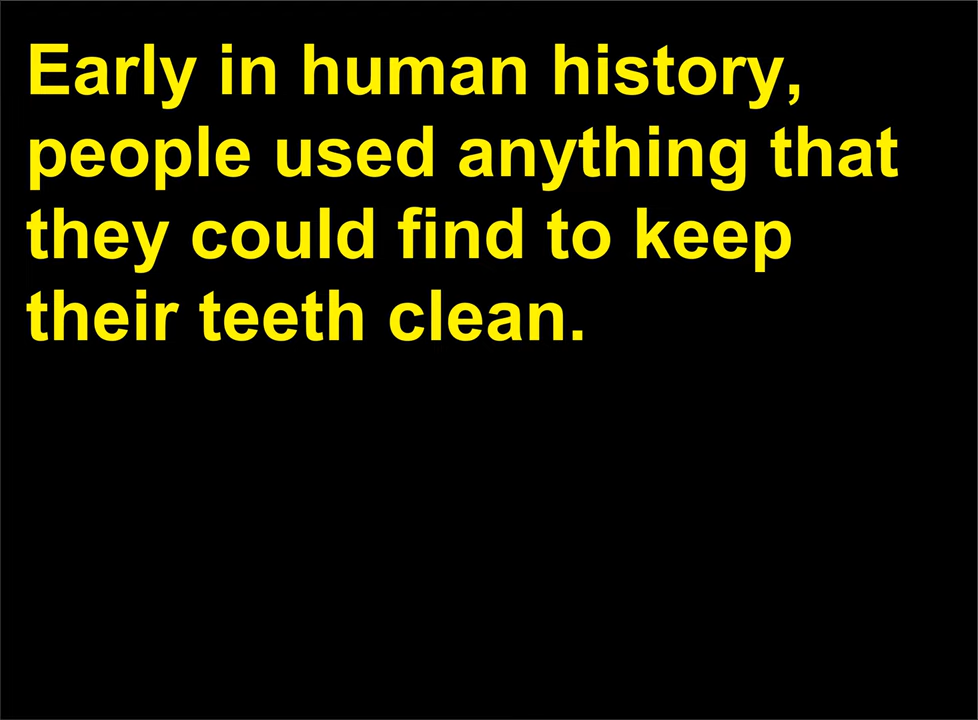 Early in human history,
people used anything that
they could find to keep
their teeth clean.